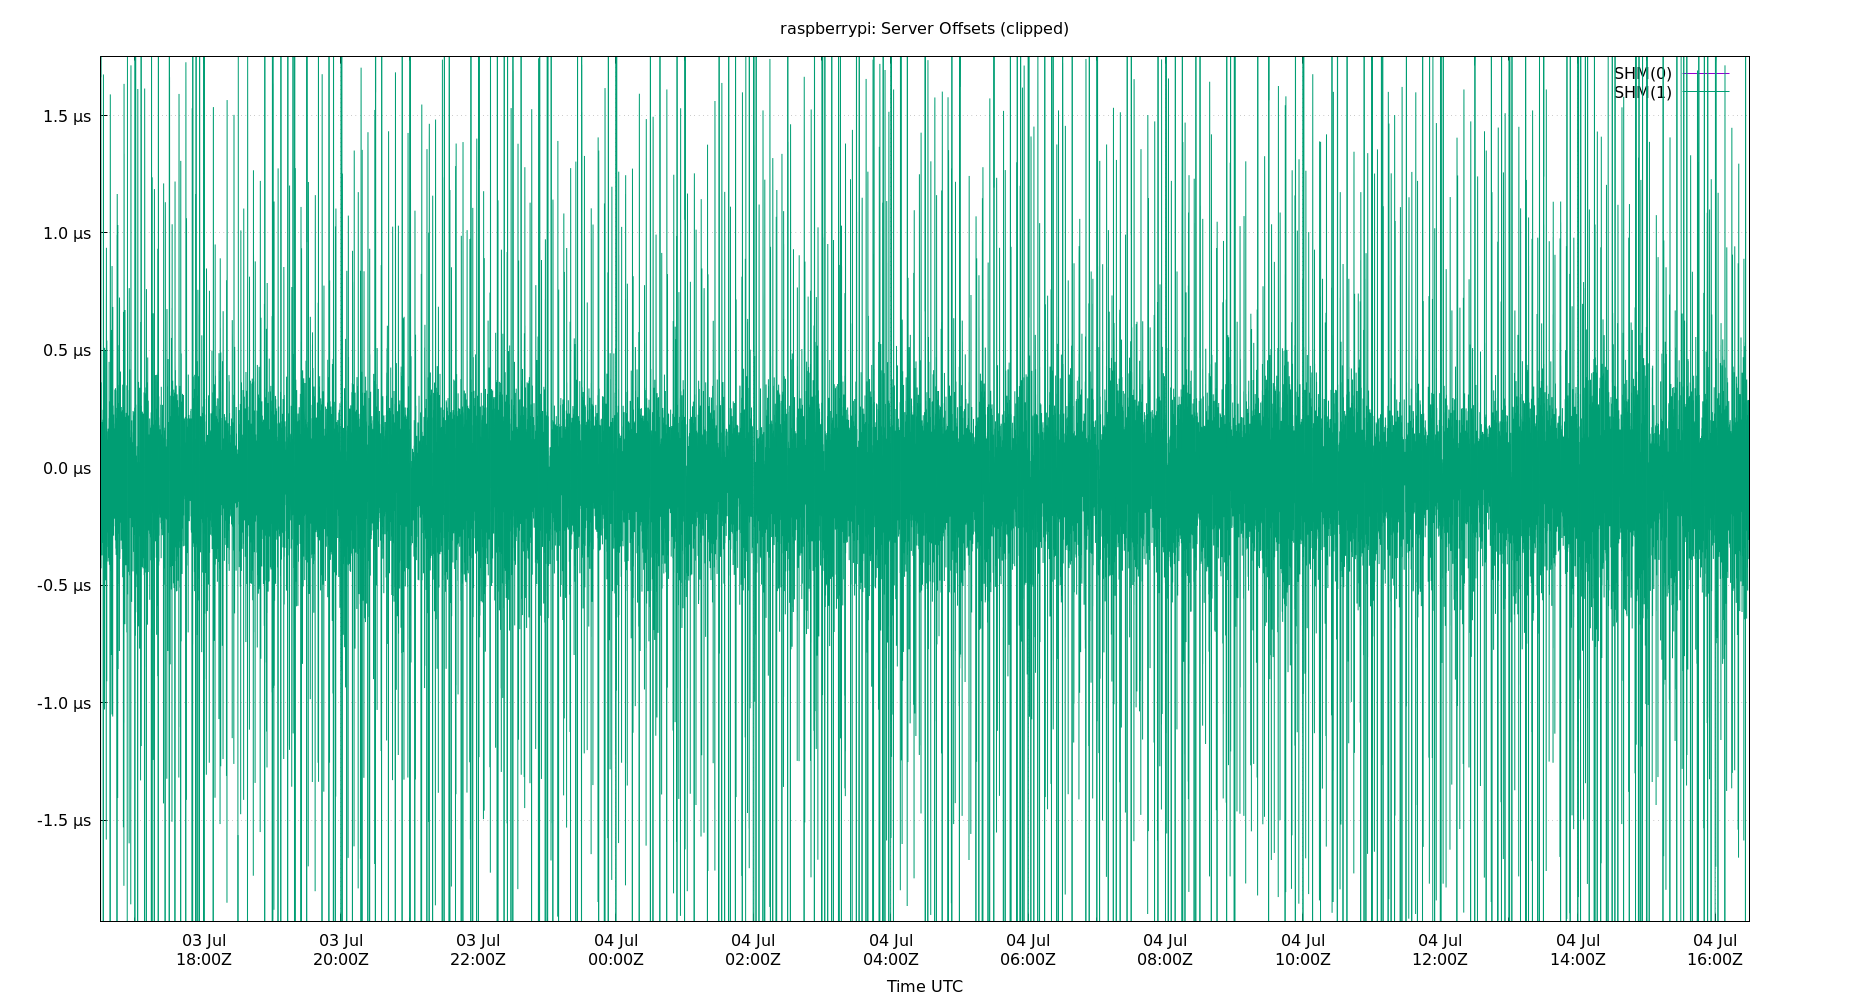 raspberrypi: Server Offsets (clipped)
SHM(0)
SHM(1)
1.5 µs
1.0 µs
0.5 µs
0.0 µs
-0.5 µs
-1.0 µs
-1.5 µs
03 Jul 03 Jul 03 Jul 04 Jul 04 Jul 04 Jul 04 Jul 04 Jul 04 Jul 04 Jul 04 Jul 04 Jul
18:00Z 20:00Z 22:00Z 00:00Z 02:00Z 04:00Z 06:00Z 08:00Z 10:00Z 12:00Z 14:00Z 16:00Z
Time UTC